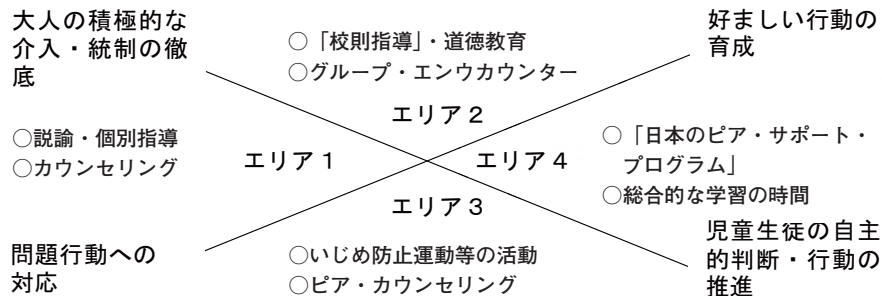 大人の積極的な
介入・統制の徹
底
○「校則指導」・道徳教育
○グループ・エンウカウンター
好ましい行動の
育成
エリア２
○説諭・個別指導
○カウンセリング
エリア１
エリア４
○「日本のピア・サポート・
プログラム」
○総合的な学習の時間
エリア３
問題行動への
対応
○いじめ防止運動等の活動
○ピア・カウンセリング
児童生徒の自主
的判断・行動の
推進